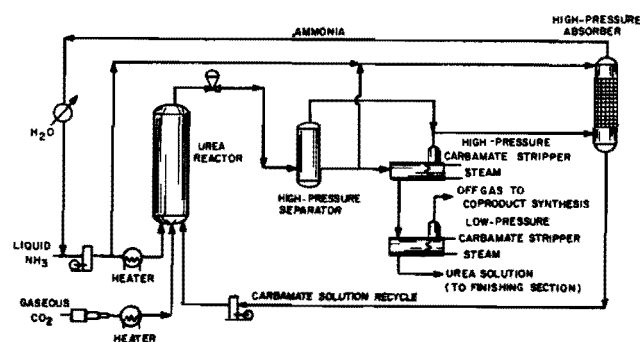 HIGH-PRESSURE
ABSORBER
AMMONIA
H2O
UREA
REACTOR
HIGH-PRESSURE
SEPARATOR
HIGH-PRESSURE
CARBAMATE STRIPPER
STEAM
OFF GAS TO
COPRODUCT SYNTHESIS
LOW-PRESSURE
CARBAMATE STRIPPER
STEAM
UREA SOLUTION
(TO FINISHING SECTION)
LIQUID
NH3
HEATER
CARBAMATE SOLUTION RECYCLE
GASEOUS
CO2
HEATER